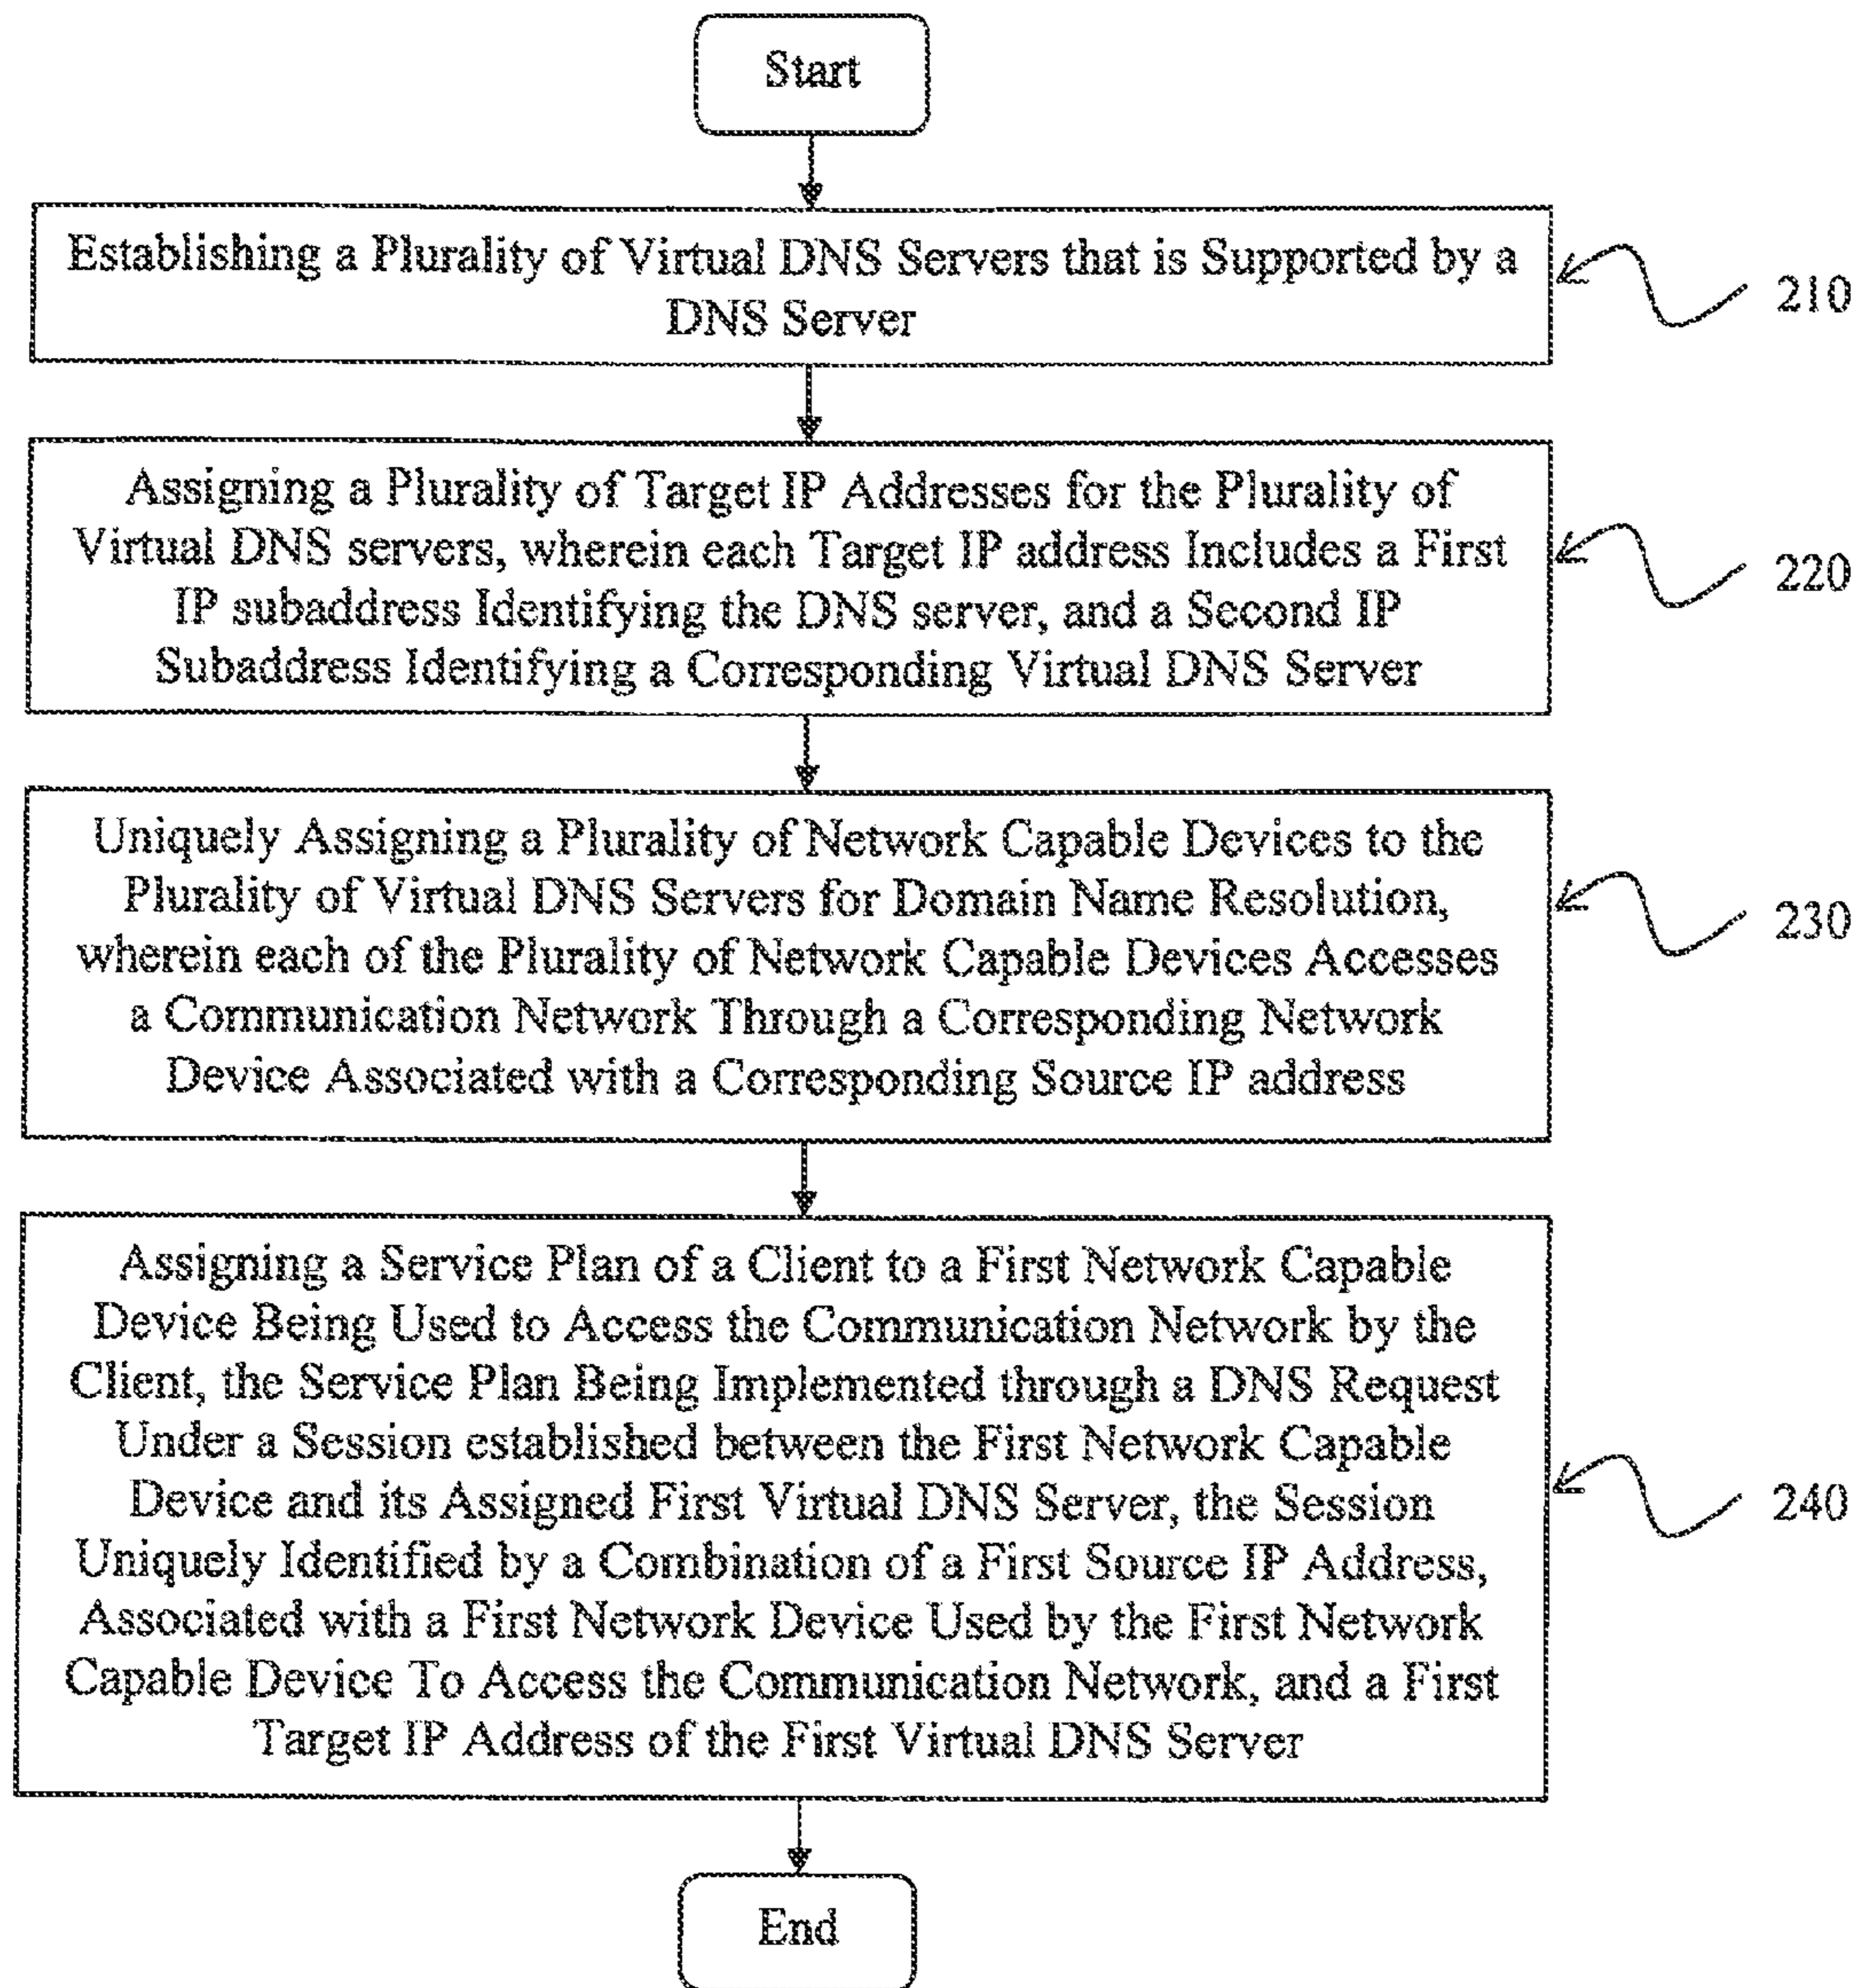 Start
Establishing a Plurality of Virtual DNS Servers that is Supported by a
DNS Server
210
Assigning a Plurality of Target IP Addresses for the Plurality of
Virtual DNS servers, wherein each Target IP address Includes a First
IP subaddress Identifying the DNS server, and a Second IP
Subaddress Identifying a Corresponding Virtual DNS Server
220
Uniquely Assigning a Plurality of Network Capable Devices to the
Plurality of Virtual DNS Servers for Domain Name Resolution,
wherein each of the Plurality of Network Capable Devices Accesses
a Communication Network Through a Corresponding Network
Device Associated with a Corresponding Source IP address
230
Assigning a Service Plan of a Client to a First Network Capable
Device Being Used to Access the Communication Network by the
Client, the Service Plan Being Implemented through a DNS Request
Under a Session established between the First Network Capable
Device and its Assigned First Virtual DNS Server, the Session
Uniquely Identified by a Combination of a First Source IP Address,
Associated with a First Network Device Used by the First Network
Capable Device To Access the Communication Network, and a First
Target IP Address of the First Virtual DNS Server
240
End